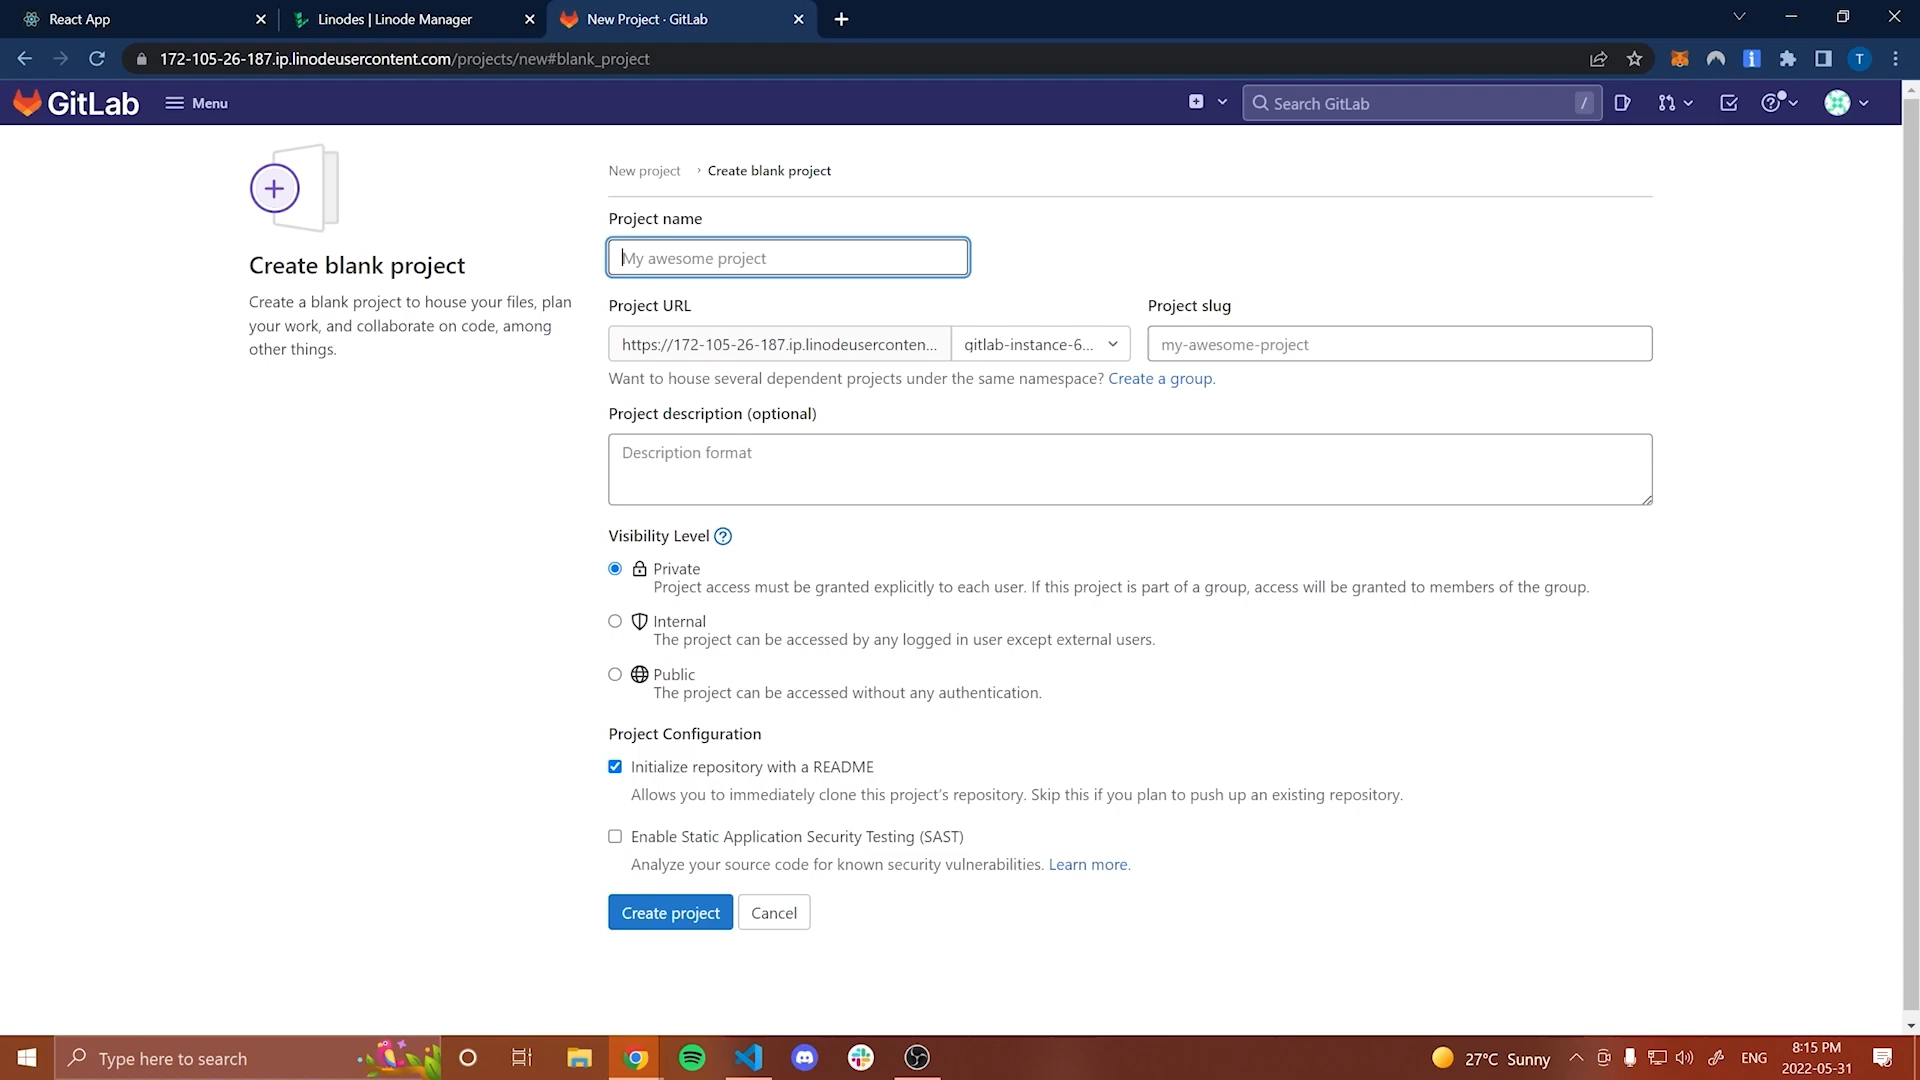 React App
Linodes | Linode Manager
New Project · GitLab
172-105-26-187.ip.linodeusercontent.com/projects/new#blank_project
T
GitLab
Menu
Search GitLab
/
New project › Create blank project
Project name
My awesome project
Create blank project
Create a blank project to house your files, plan
your work, and collaborate on code, among
other things.
Project URL
Project slug
https://172-105-26-187.ip.linodeuserconten...
gitlab-instance-6...
my-awesome-project
Want to house several dependent projects under the same namespace? Create a group.
Project description (optional)
Description format
Visibility Level
Private
Project access must be granted explicitly to each user. If this project is part of a group, access will be granted to members of the group.
Internal
The project can be accessed by any logged in user except external users.
Public
The project can be accessed without any authentication.
Project Configuration
Initialize repository with a README
Allows you to immediately clone this project's repository. Skip this if you plan to push up an existing repository.
Enable Static Application Security Testing (SAST)
Analyze your source code for known security vulnerabilities. Learn more.
Create project
Cancel
Type here to search
27°C Sunny
ENG
8:15 PM
2022-05-31